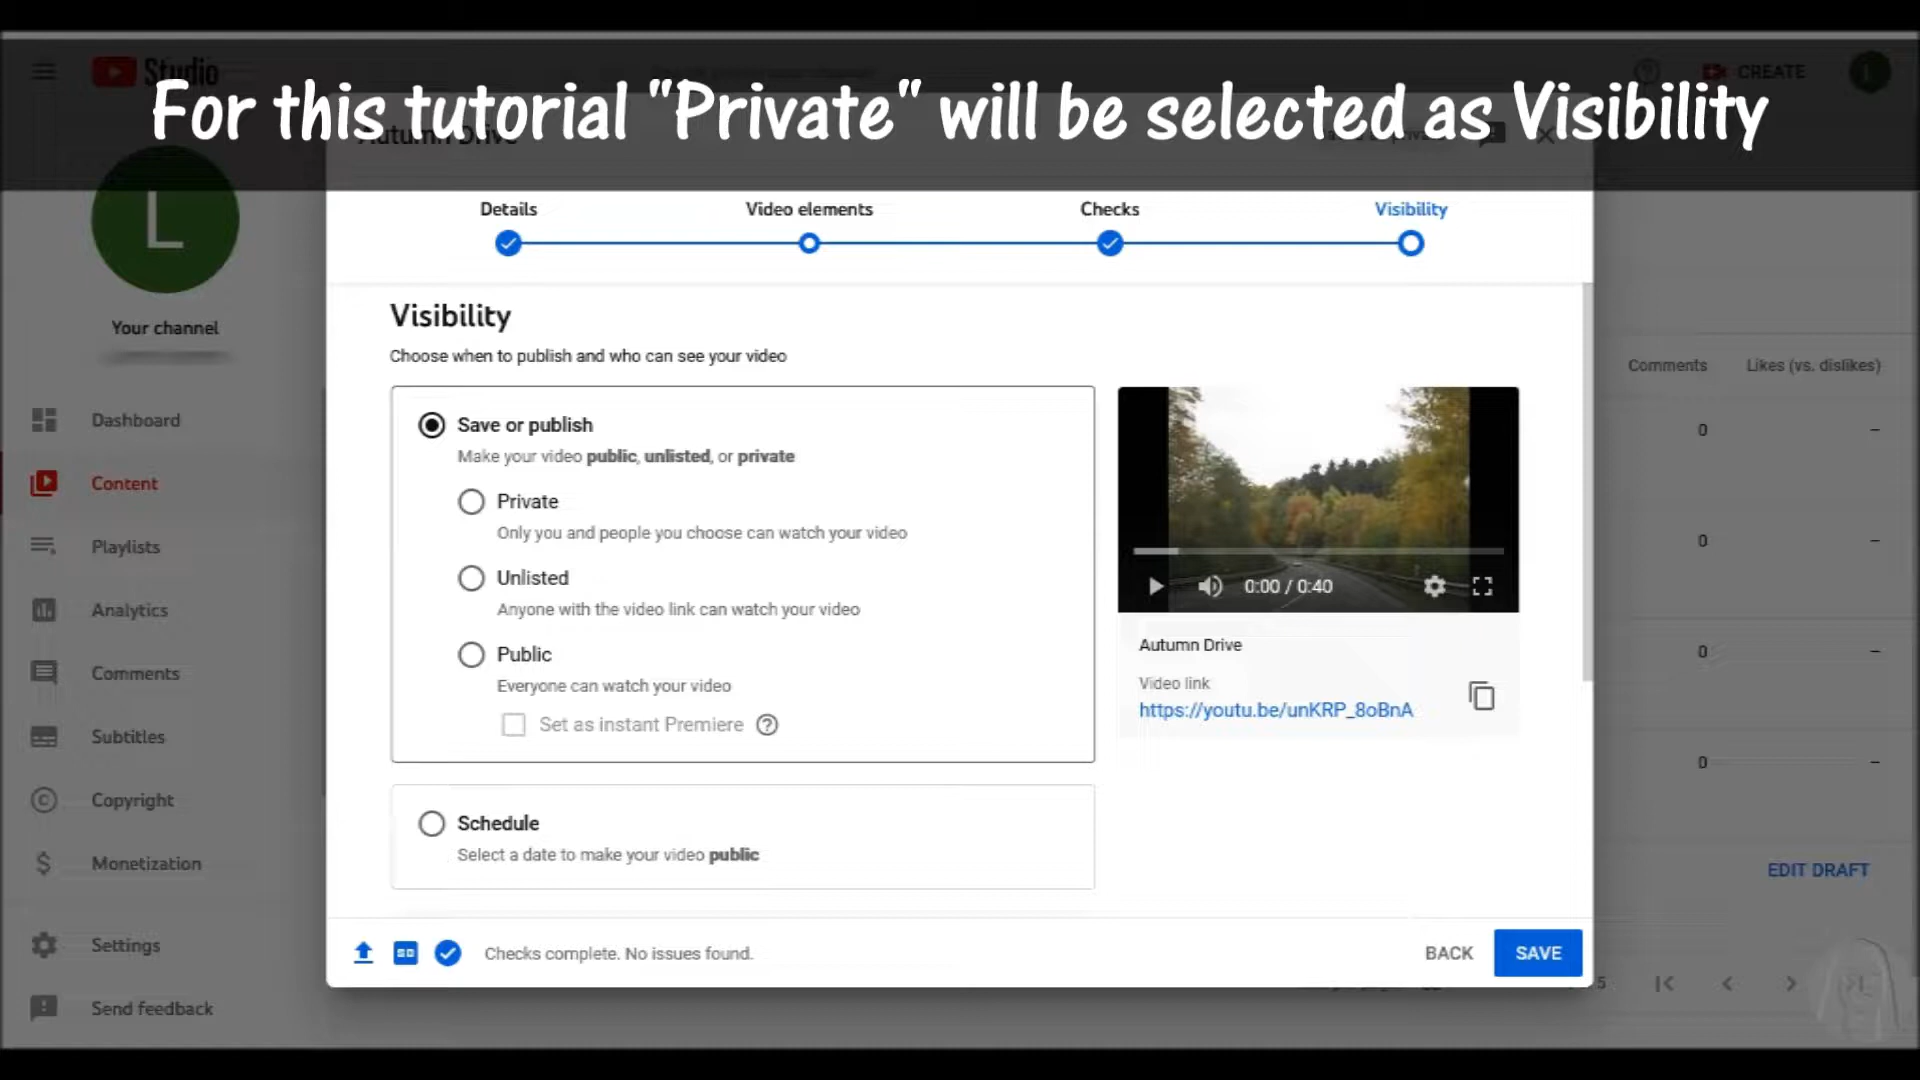 Studio
CREATE
For this tutorial "Private" will be selected as Visibility
Autumn Drive
L
Your channel
Dashboard
Content
Playlists
Analytics
Comments
Subtitles
Copyright
Monetization
Settings
Send feedback
Details
Video elements
Checks
Visibility
Visibility
Choose when to publish and who can see your video
Save or publish
Make your video public, unlisted, or private
Private
Only you and people you choose can watch your video
Unlisted
Anyone with the video link can watch your video
Public
Everyone can watch your video
Set as instant Premiere
Schedule
Select a date to make your video public
0:00 / 0:40
Autumn Drive
Video link
https://youtu.be/unKRP_8oBnA
Comments Likes (vs. dislikes)
0 –
0 –
0 –
0 –
EDIT DRAFT
Checks complete. No issues found.
BACK
SAVE